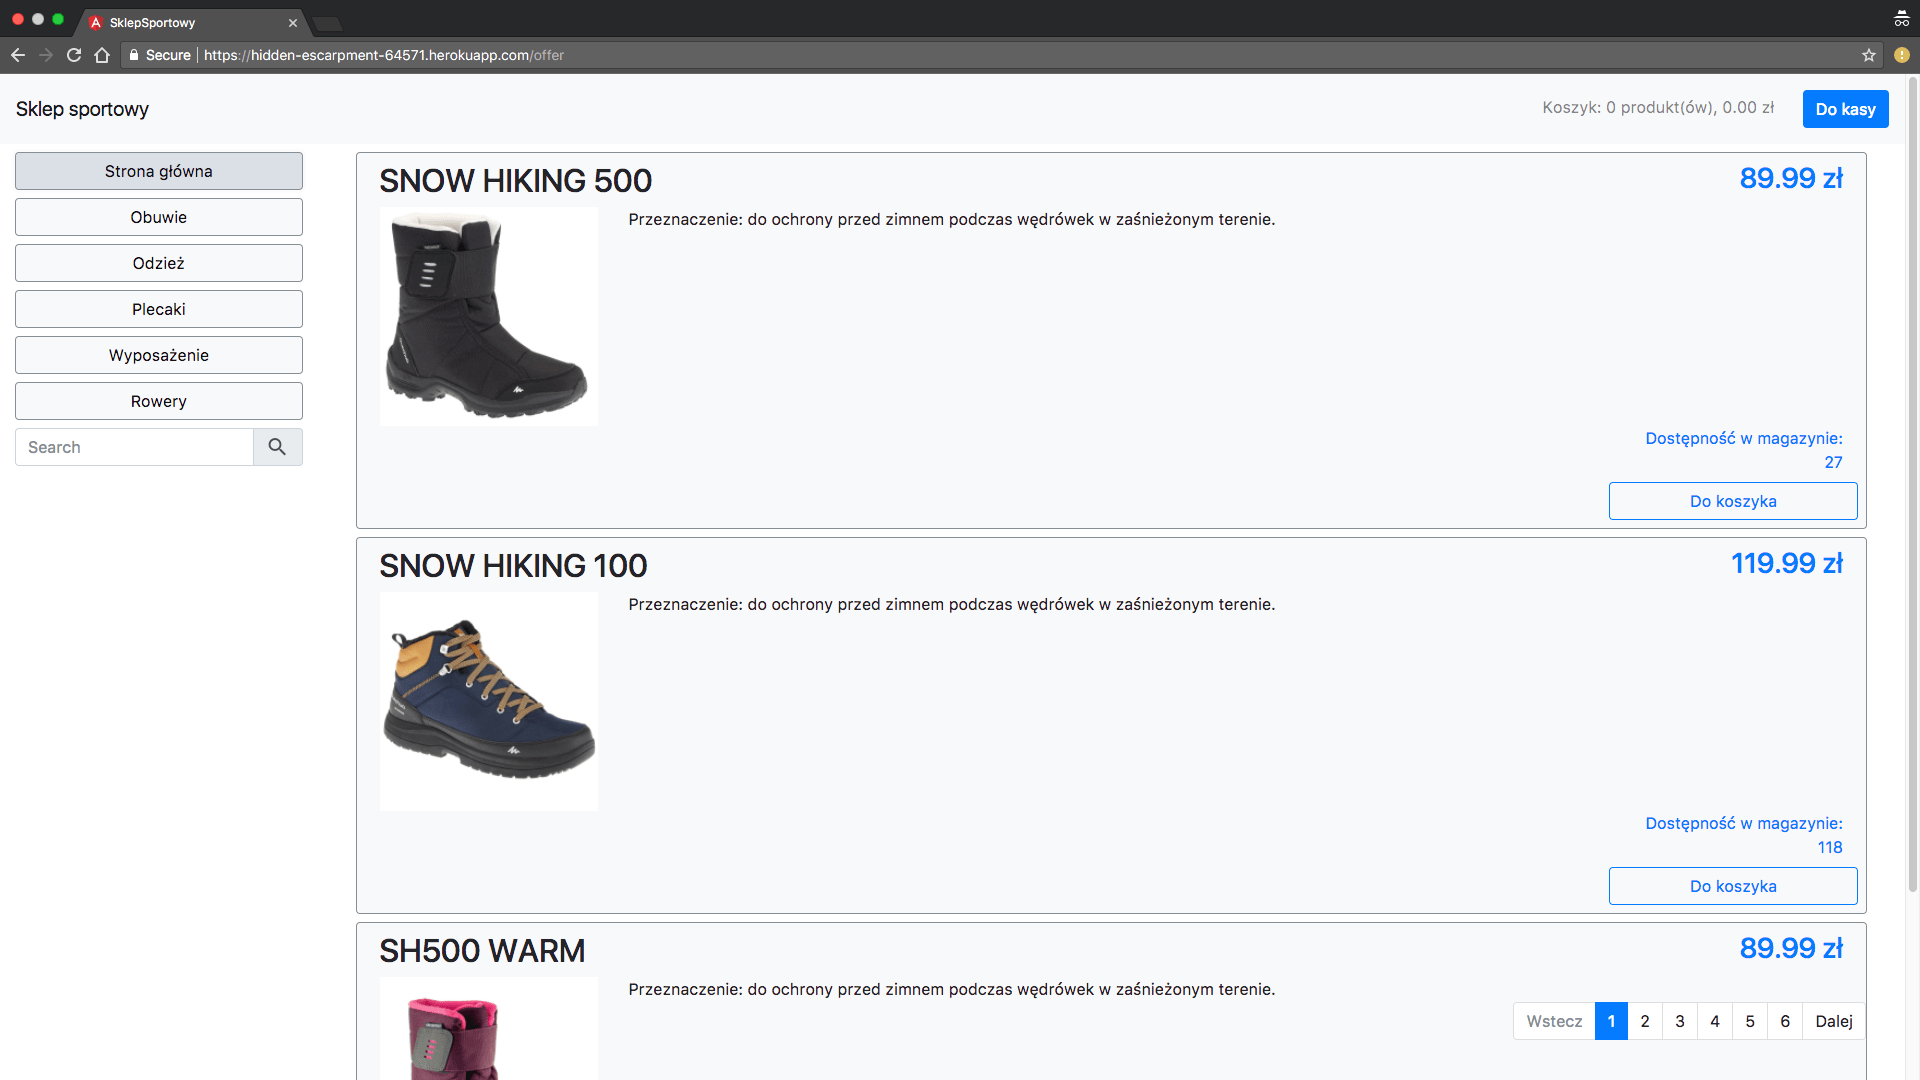 SklepSportowy
Secure
https://hidden-escarpment-64571.herokuapp.com/offer
Sklep sportowy
Koszyk: 0 produkt(ów), 0.00 zł
Do kasy
Strona główna
Obuwie
Odzież
Plecaki
Wyposażenie
Rowery
Search
SNOW HIKING 500
89.99 zł
Przeznaczenie: do ochrony przed zimnem podczas wędrówek w zaśnieżonym terenie.
Dostępność w magazynie:
27
Do koszyka
SNOW HIKING 100
119.99 zł
Przeznaczenie: do ochrony przed zimnem podczas wędrówek w zaśnieżonym terenie.
Dostępność w magazynie:
118
Do koszyka
SH500 WARM
89.99 zł
Przeznaczenie: do ochrony przed zimnem podczas wędrówek w zaśnieżonym terenie.
Wstecz 1 2 3 4 5 6 Dalej